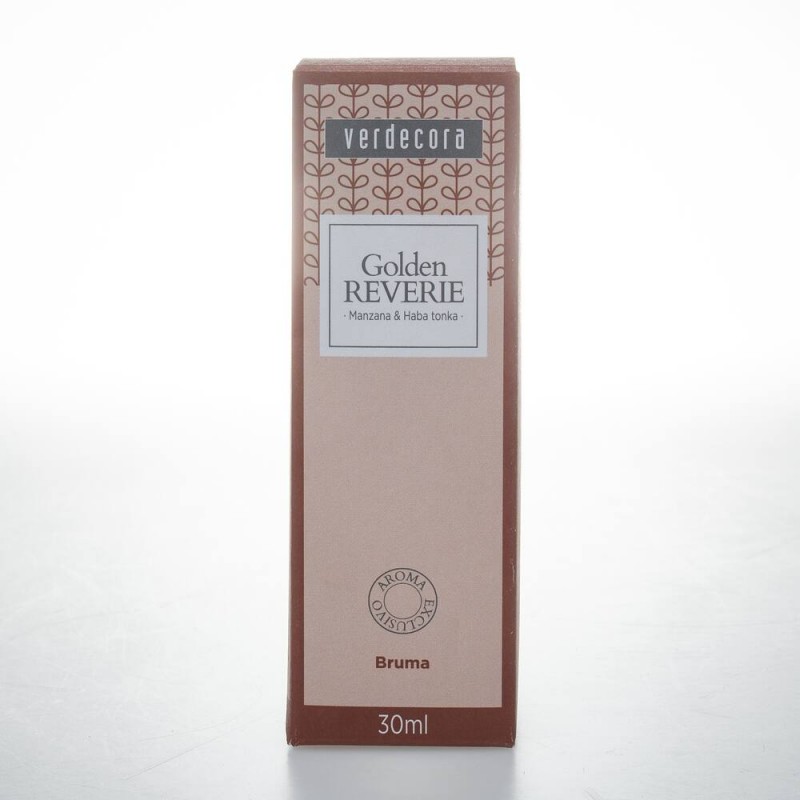 verdecora
Golden
REVERIE
· Manzana & Haba tonka ·
AROMA EXCLUSIVO
Bruma
30ml